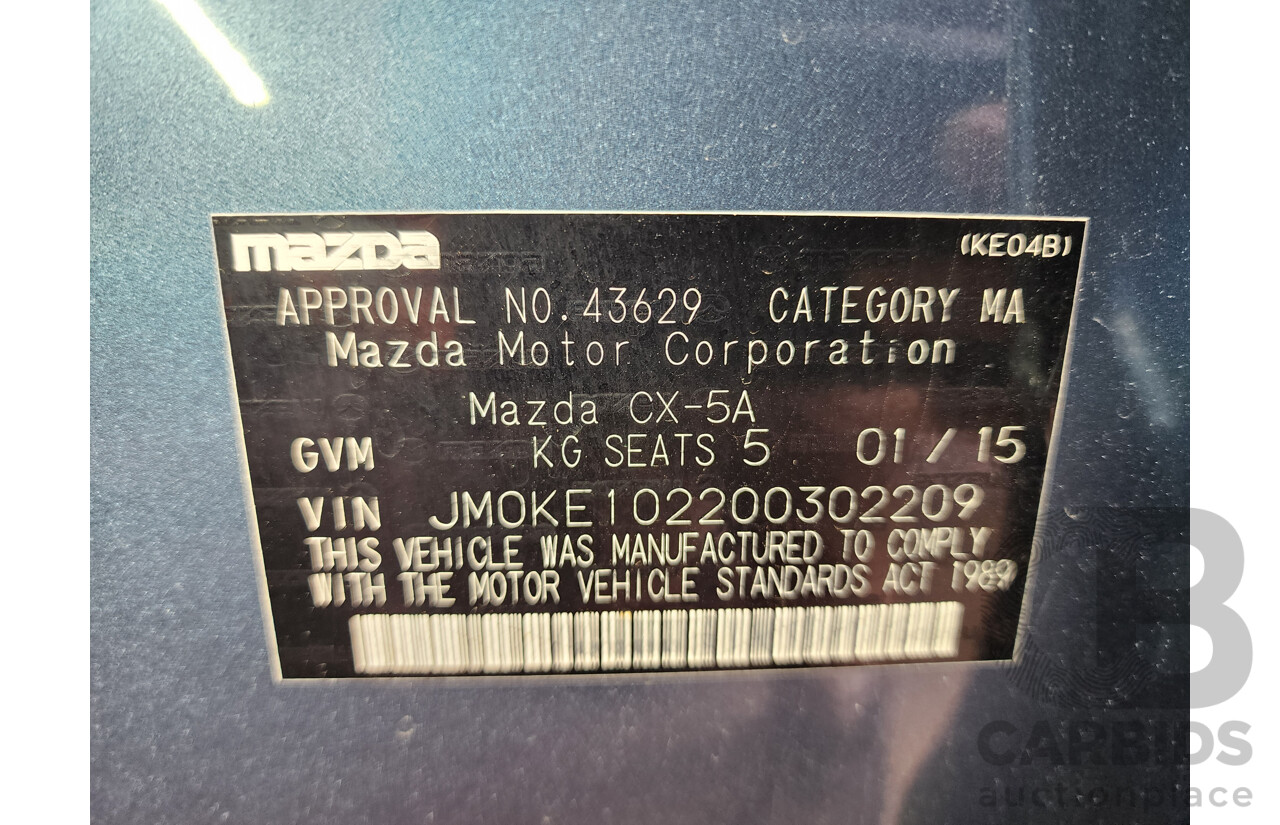 mazda (KE04B)
APPROVAL NO.43629 CATEGORY MA
Mazda Motor Corporation
Mazda CX-5A
GVM KG SEATS 5 01/15
VIN JM0KE102200302209
THIS VEHICLE WAS MANUFACTURED TO COMPLY
WITH THE MOTOR VEHICLE STANDARDS ACT 1989
B
CARBIDS
auctionplace